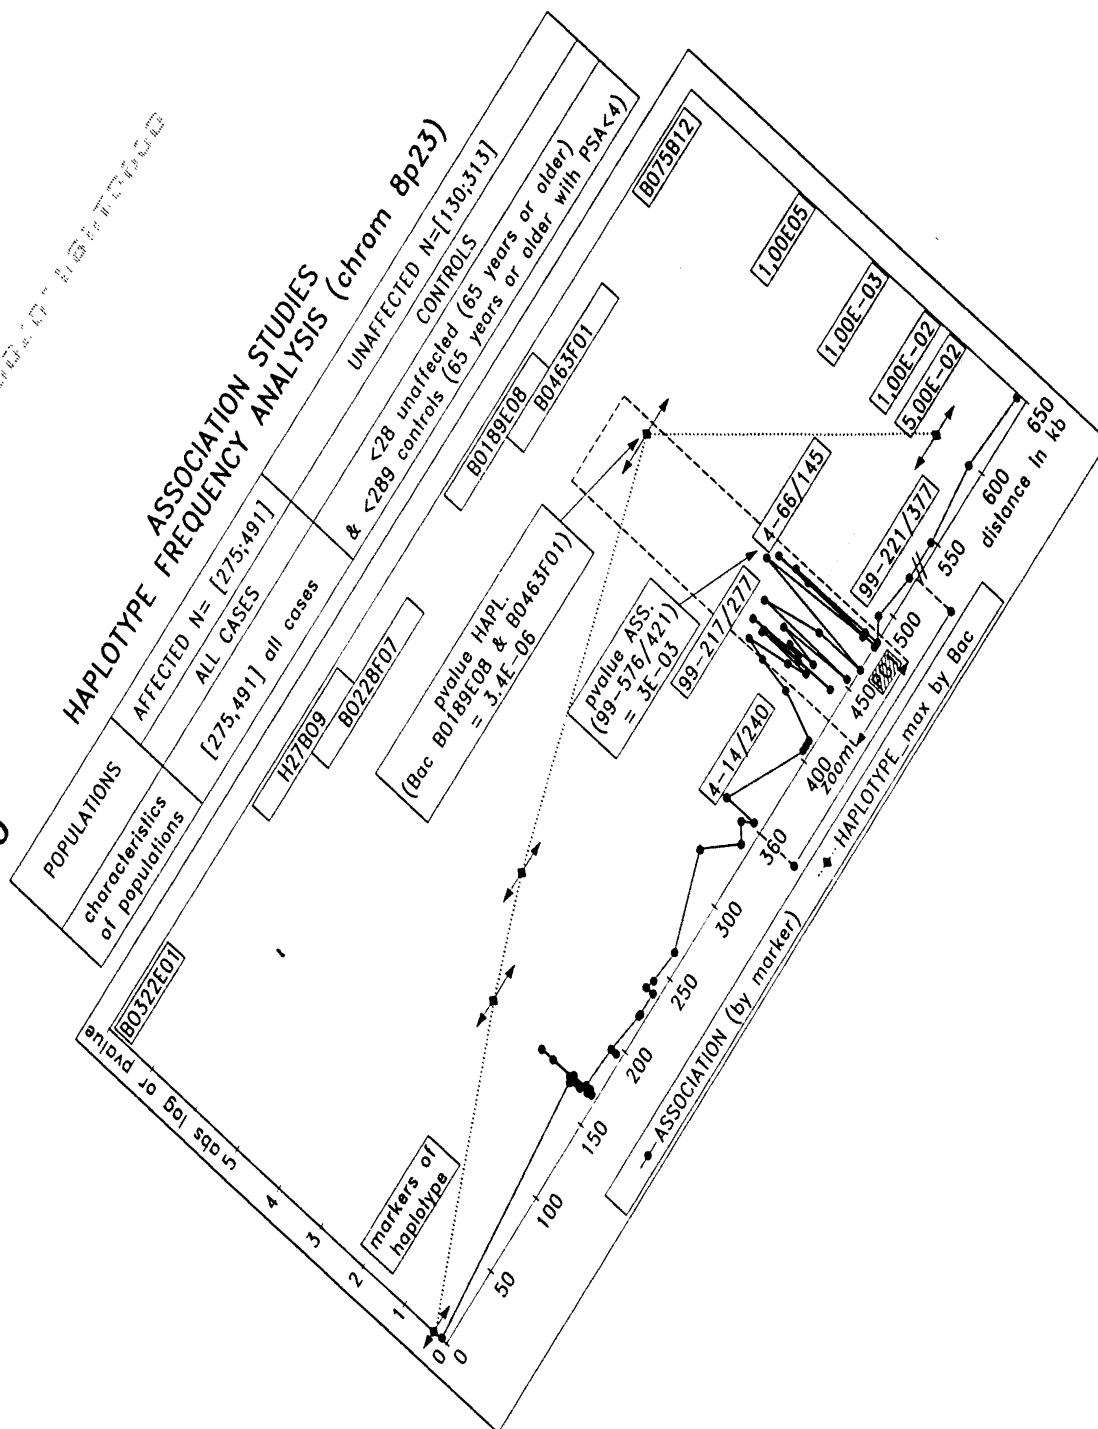 ASSOCIATION STUDIES
HAPLOTYPE FREQUENCY ANALYSIS (chrom 8p23)
POPULATIONS
AFFECTED N= [275;491]
UNAFFECTED N=[130;313]
ALL CASES
CONTROLS
characteristics
of populations
[275,491] all cases
<28 unaffected (65 years or older)
& <289 controls (65 years or older with PSA<4)
abs log or pvalue
B0322E01
H27B09
B0228F07
B0189E08
B0463F01
B075B12
pvalue HAPL.
(Bac B0189E08 & B0463F01)
= 3.4E-06
pvalue ASS.
(99-576/421)
= 3E-03
1,00E05
1,00E-03
1,00E-02
5,00E-02
markers of
haplotype
4-14/240
99-217/277
4-66/145
99-221/377
5
4
3
2
1
0
0
50
100
150
200
250
300
360
400
450
500
550
600
650
zoom
distance in kb
ASSOCIATION (by marker)
HAPLOTYPE_max by Bac